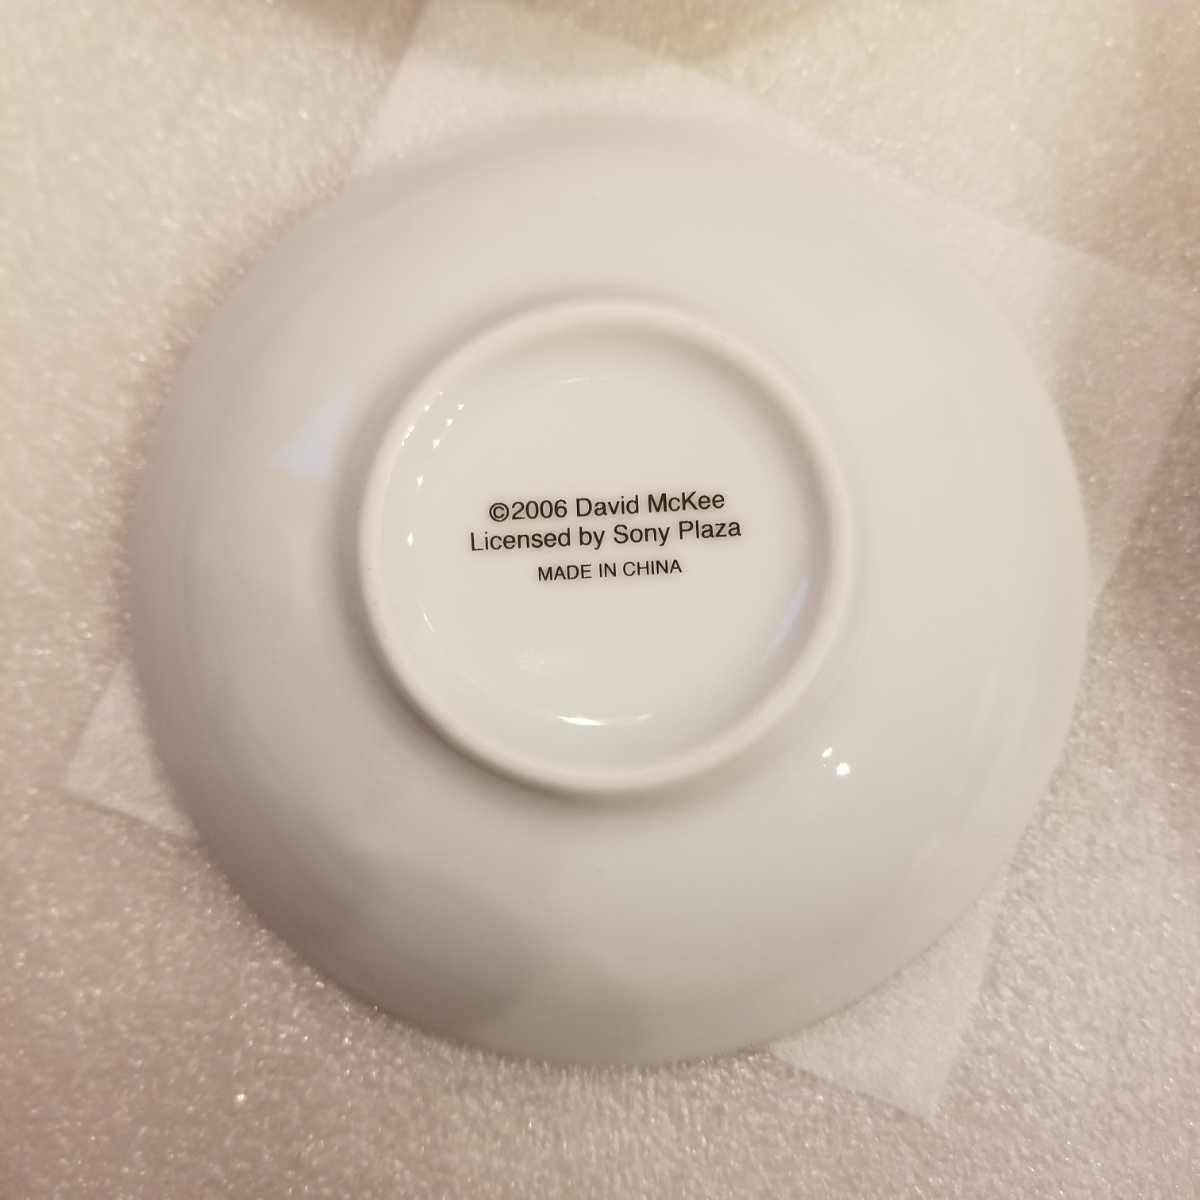 ©2006 David McKee
Licensed by Sony Plaza
MADE IN CHINA